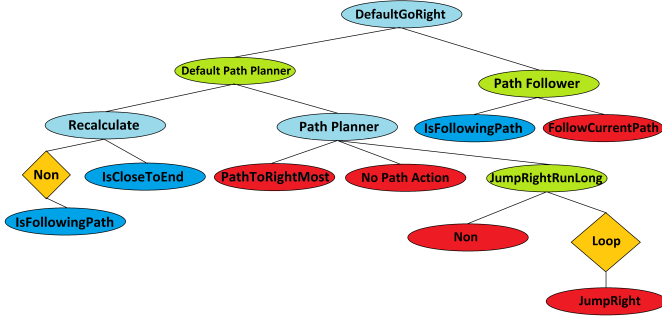 DefaultGoRight
Default Path Planner
Path Follower
Recalculate
Path Planner
IsFollowingPath
FollowCurrentPath
Non
IsCloseToEnd
PathToRightMost
No Path Action
JumpRightRunLong
IsFollowingPath
Non
Loop
JumpRight